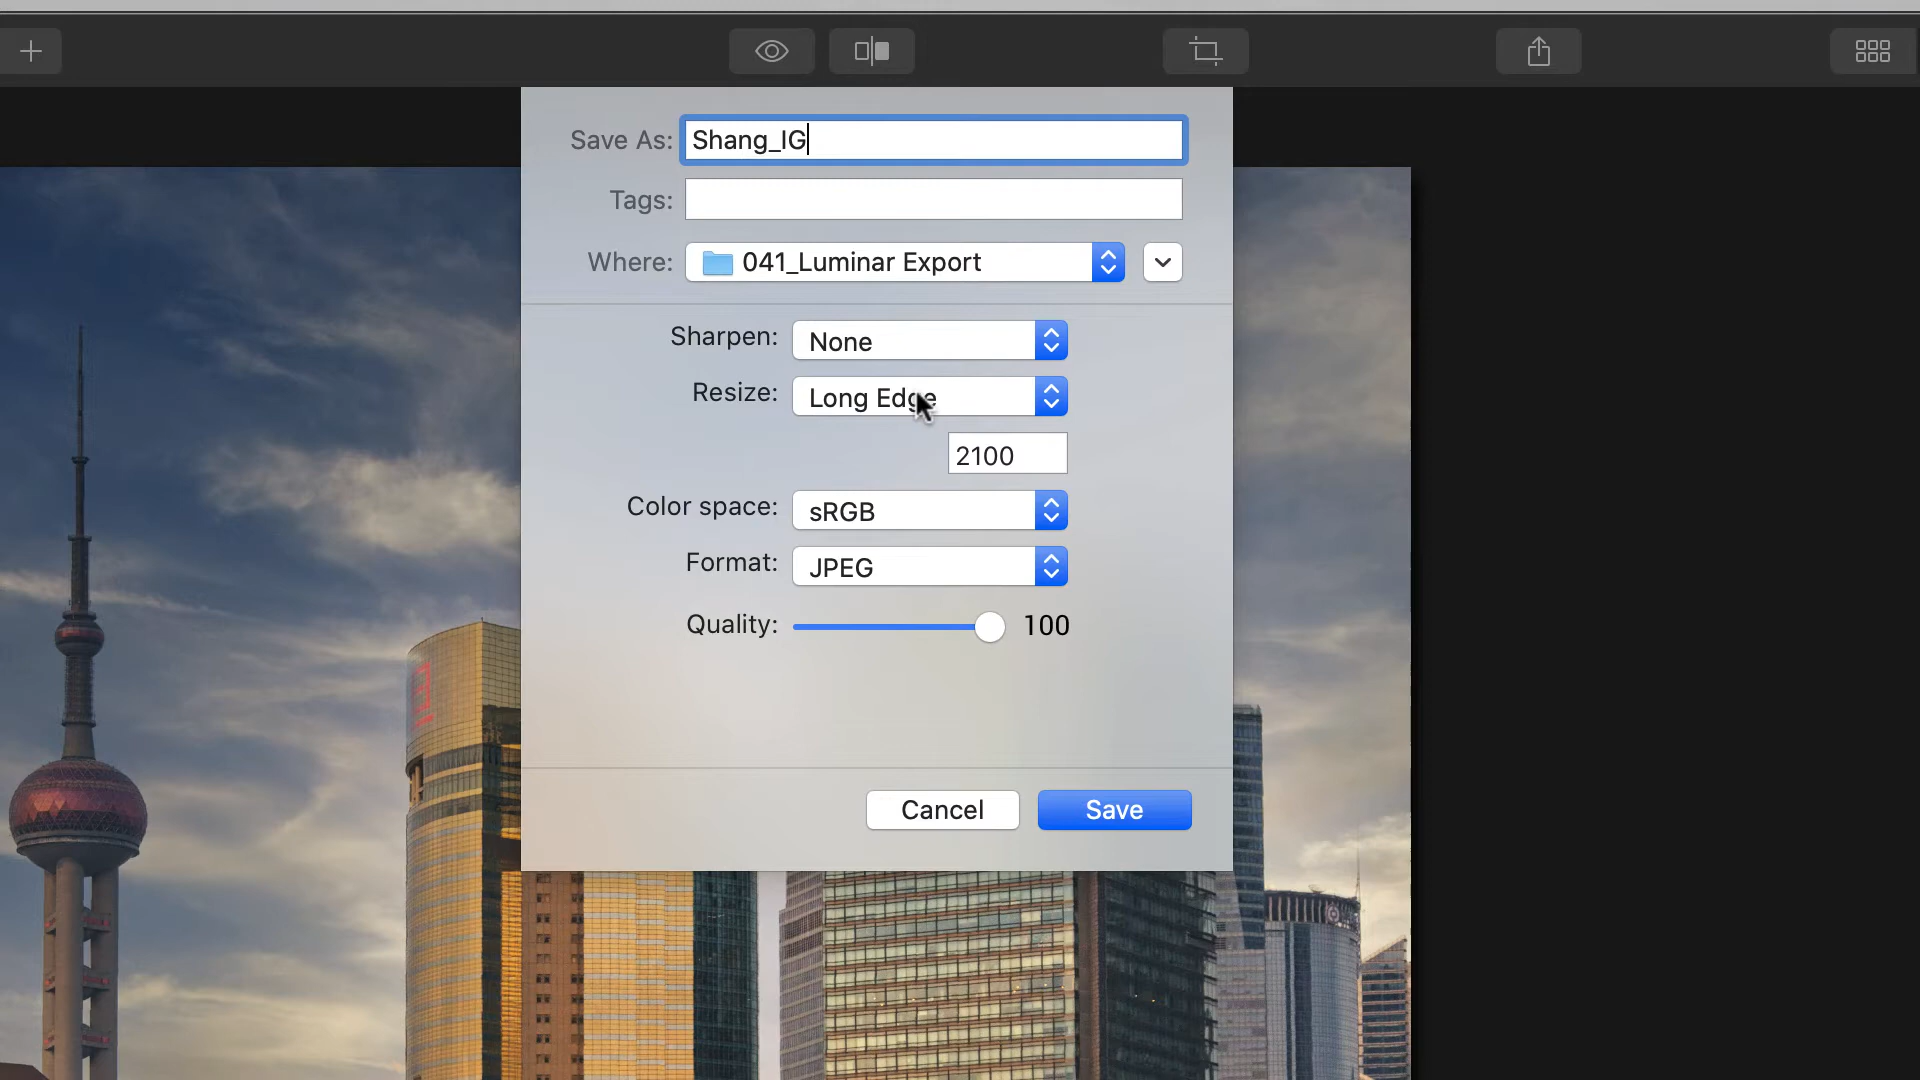 Save As: Shang_IG
Tags:
Where: 041_Luminar Export
Sharpen: None
Resize: Long Edge
2100
Color space: sRGB
Format: JPEG
Quality: 100
Cancel Save